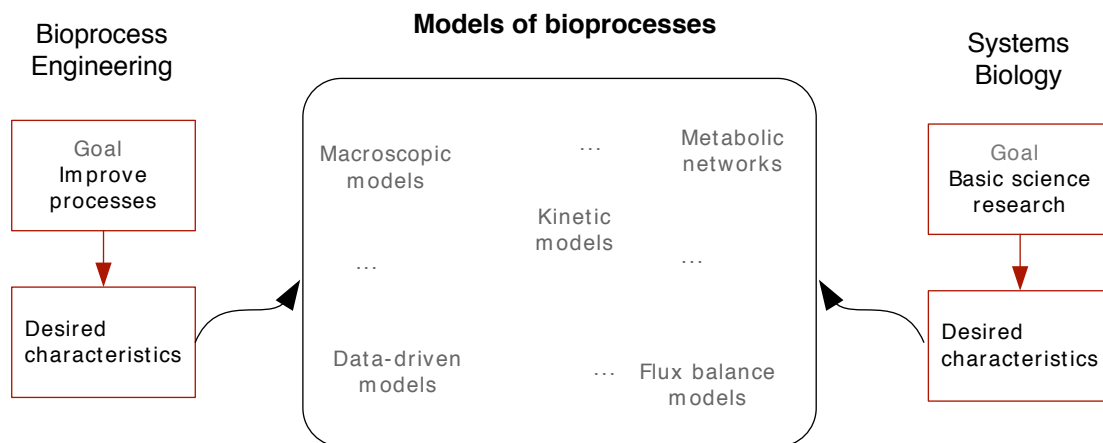 Models of bioprocesses
Bioprocess
Engineering
Goal
Improve
processes
Desired
characteristics
Macroscopic
models
...
Metabolic
networks
Kinetic
models
...
...
Data-driven
models
...
Flux balance
models
Systems
Biology
Goal
Basic science
research
Desired
characteristics